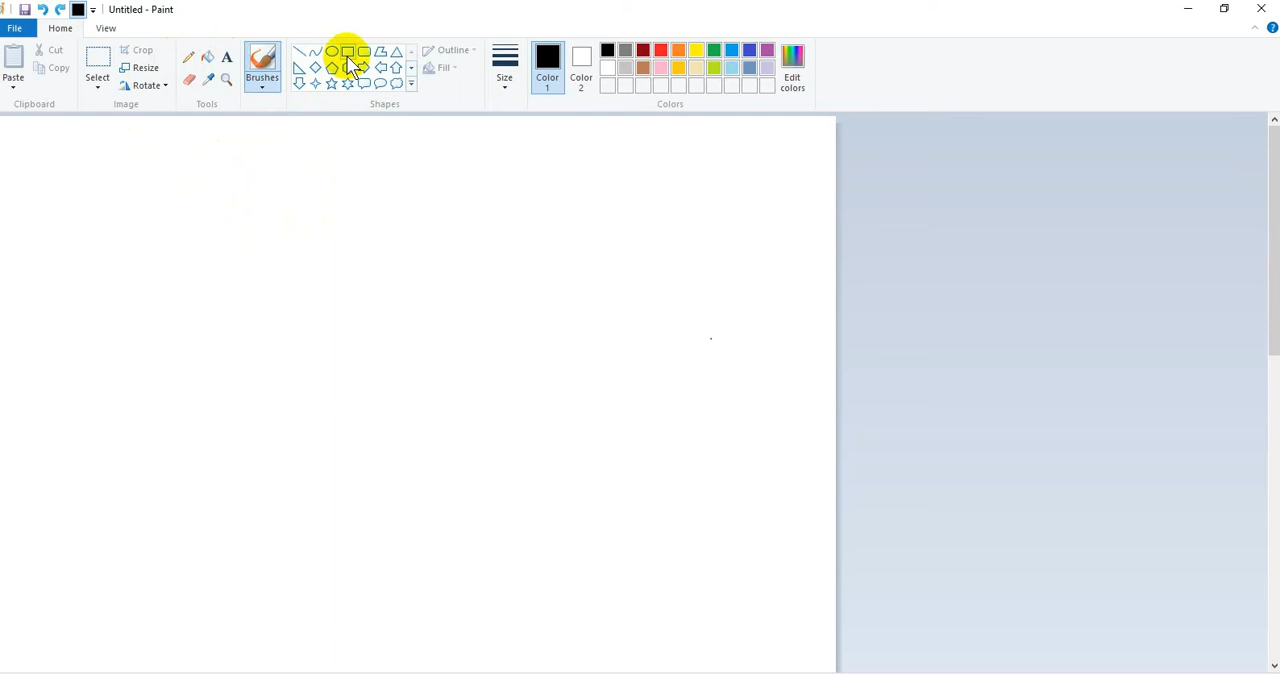 Untitled - Paint
File Home View
Paste
Cut
Copy
Clipboard
Select
Crop
Resize
Rotate
Image
A
Tools
Brushes
Shapes
Outline
Fill
Size
Color 1
Color 2
Edit colors
Colors